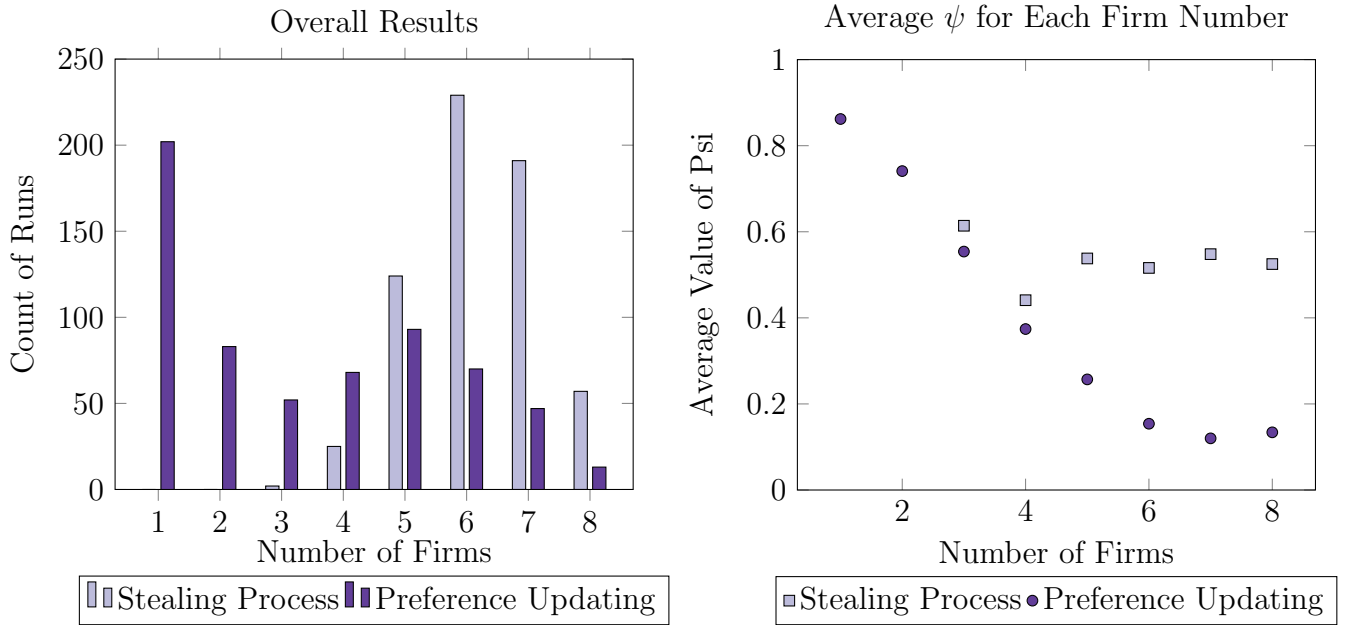 Overall Results
250
200
150
100
50
0
Count of Runs
1 2 3 4 5 6 7 8
Number of Firms
Stealing Process Preference Updating
Average ψ for Each Firm Number
1
0.8
0.6
0.4
0.2
0
Average Value of Psi
2 4 6 8
Number of Firms
Stealing Process Preference Updating